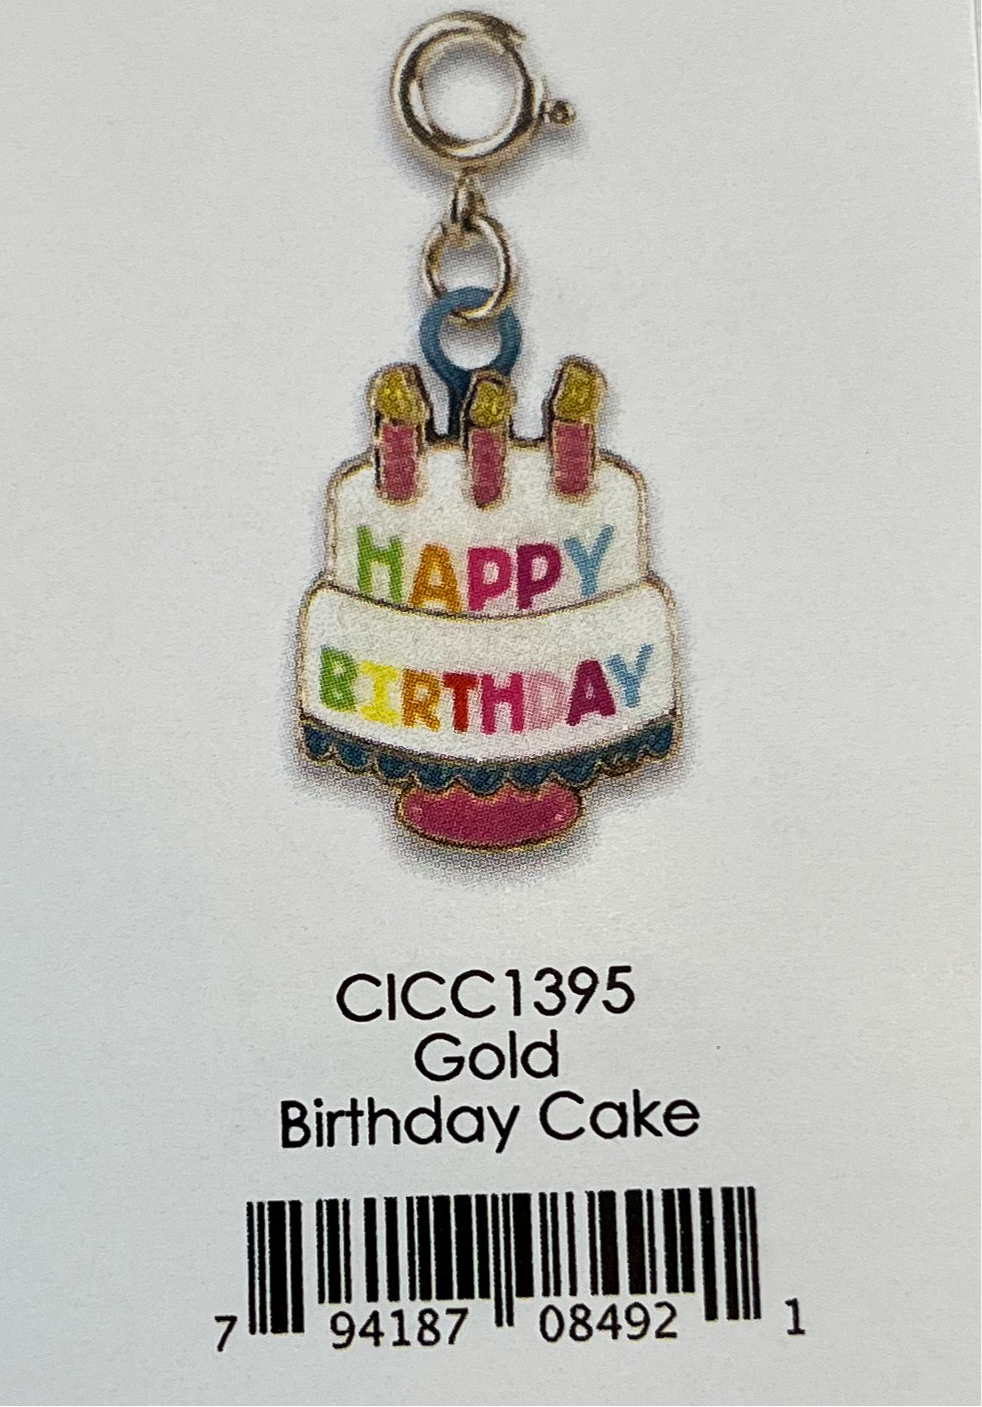 HAPPY
BIRTHDAY
CICC1395
Gold
Birthday Cake
7 94187 08492 1